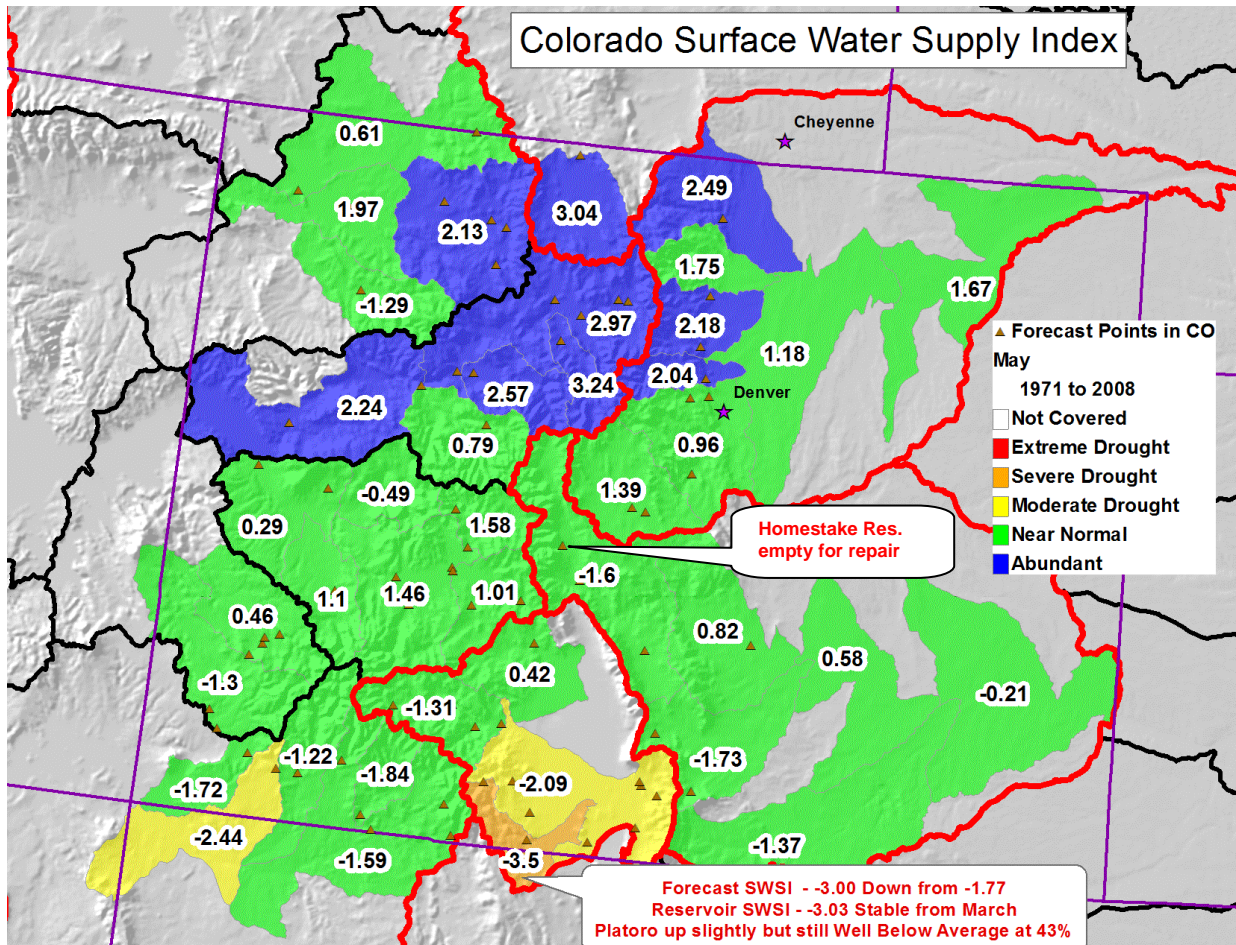 Colorado Surface Water Supply Index
Cheyenne
0.61
2.49
1.97
2.13
3.04
1.75
-1.29
2.97
2.18
1.67
1.18
2.24
2.57
3.24
2.04
Denver
0.79
0.96
-0.49
1.39
0.29
1.58
Forecast Points in CO
May
1971 to 2008
Not Covered
Extreme Drought
Severe Drought
Moderate Drought
Near Normal
Abundant
Homestake Res.
empty for repair
-1.6
1.1
1.46
1.01
0.46
0.82
0.58
-0.21
-1.3
0.42
-1.31
-1.22
-1.84
-1.73
-1.72
-2.09
-2.44
-1.59
-3.5
-1.37
Forecast SWSI - -3.00 Down from -1.77
Reservoir SWSI - -3.03 Stable from March
Platoro up slightly but still Well Below Average at 43%